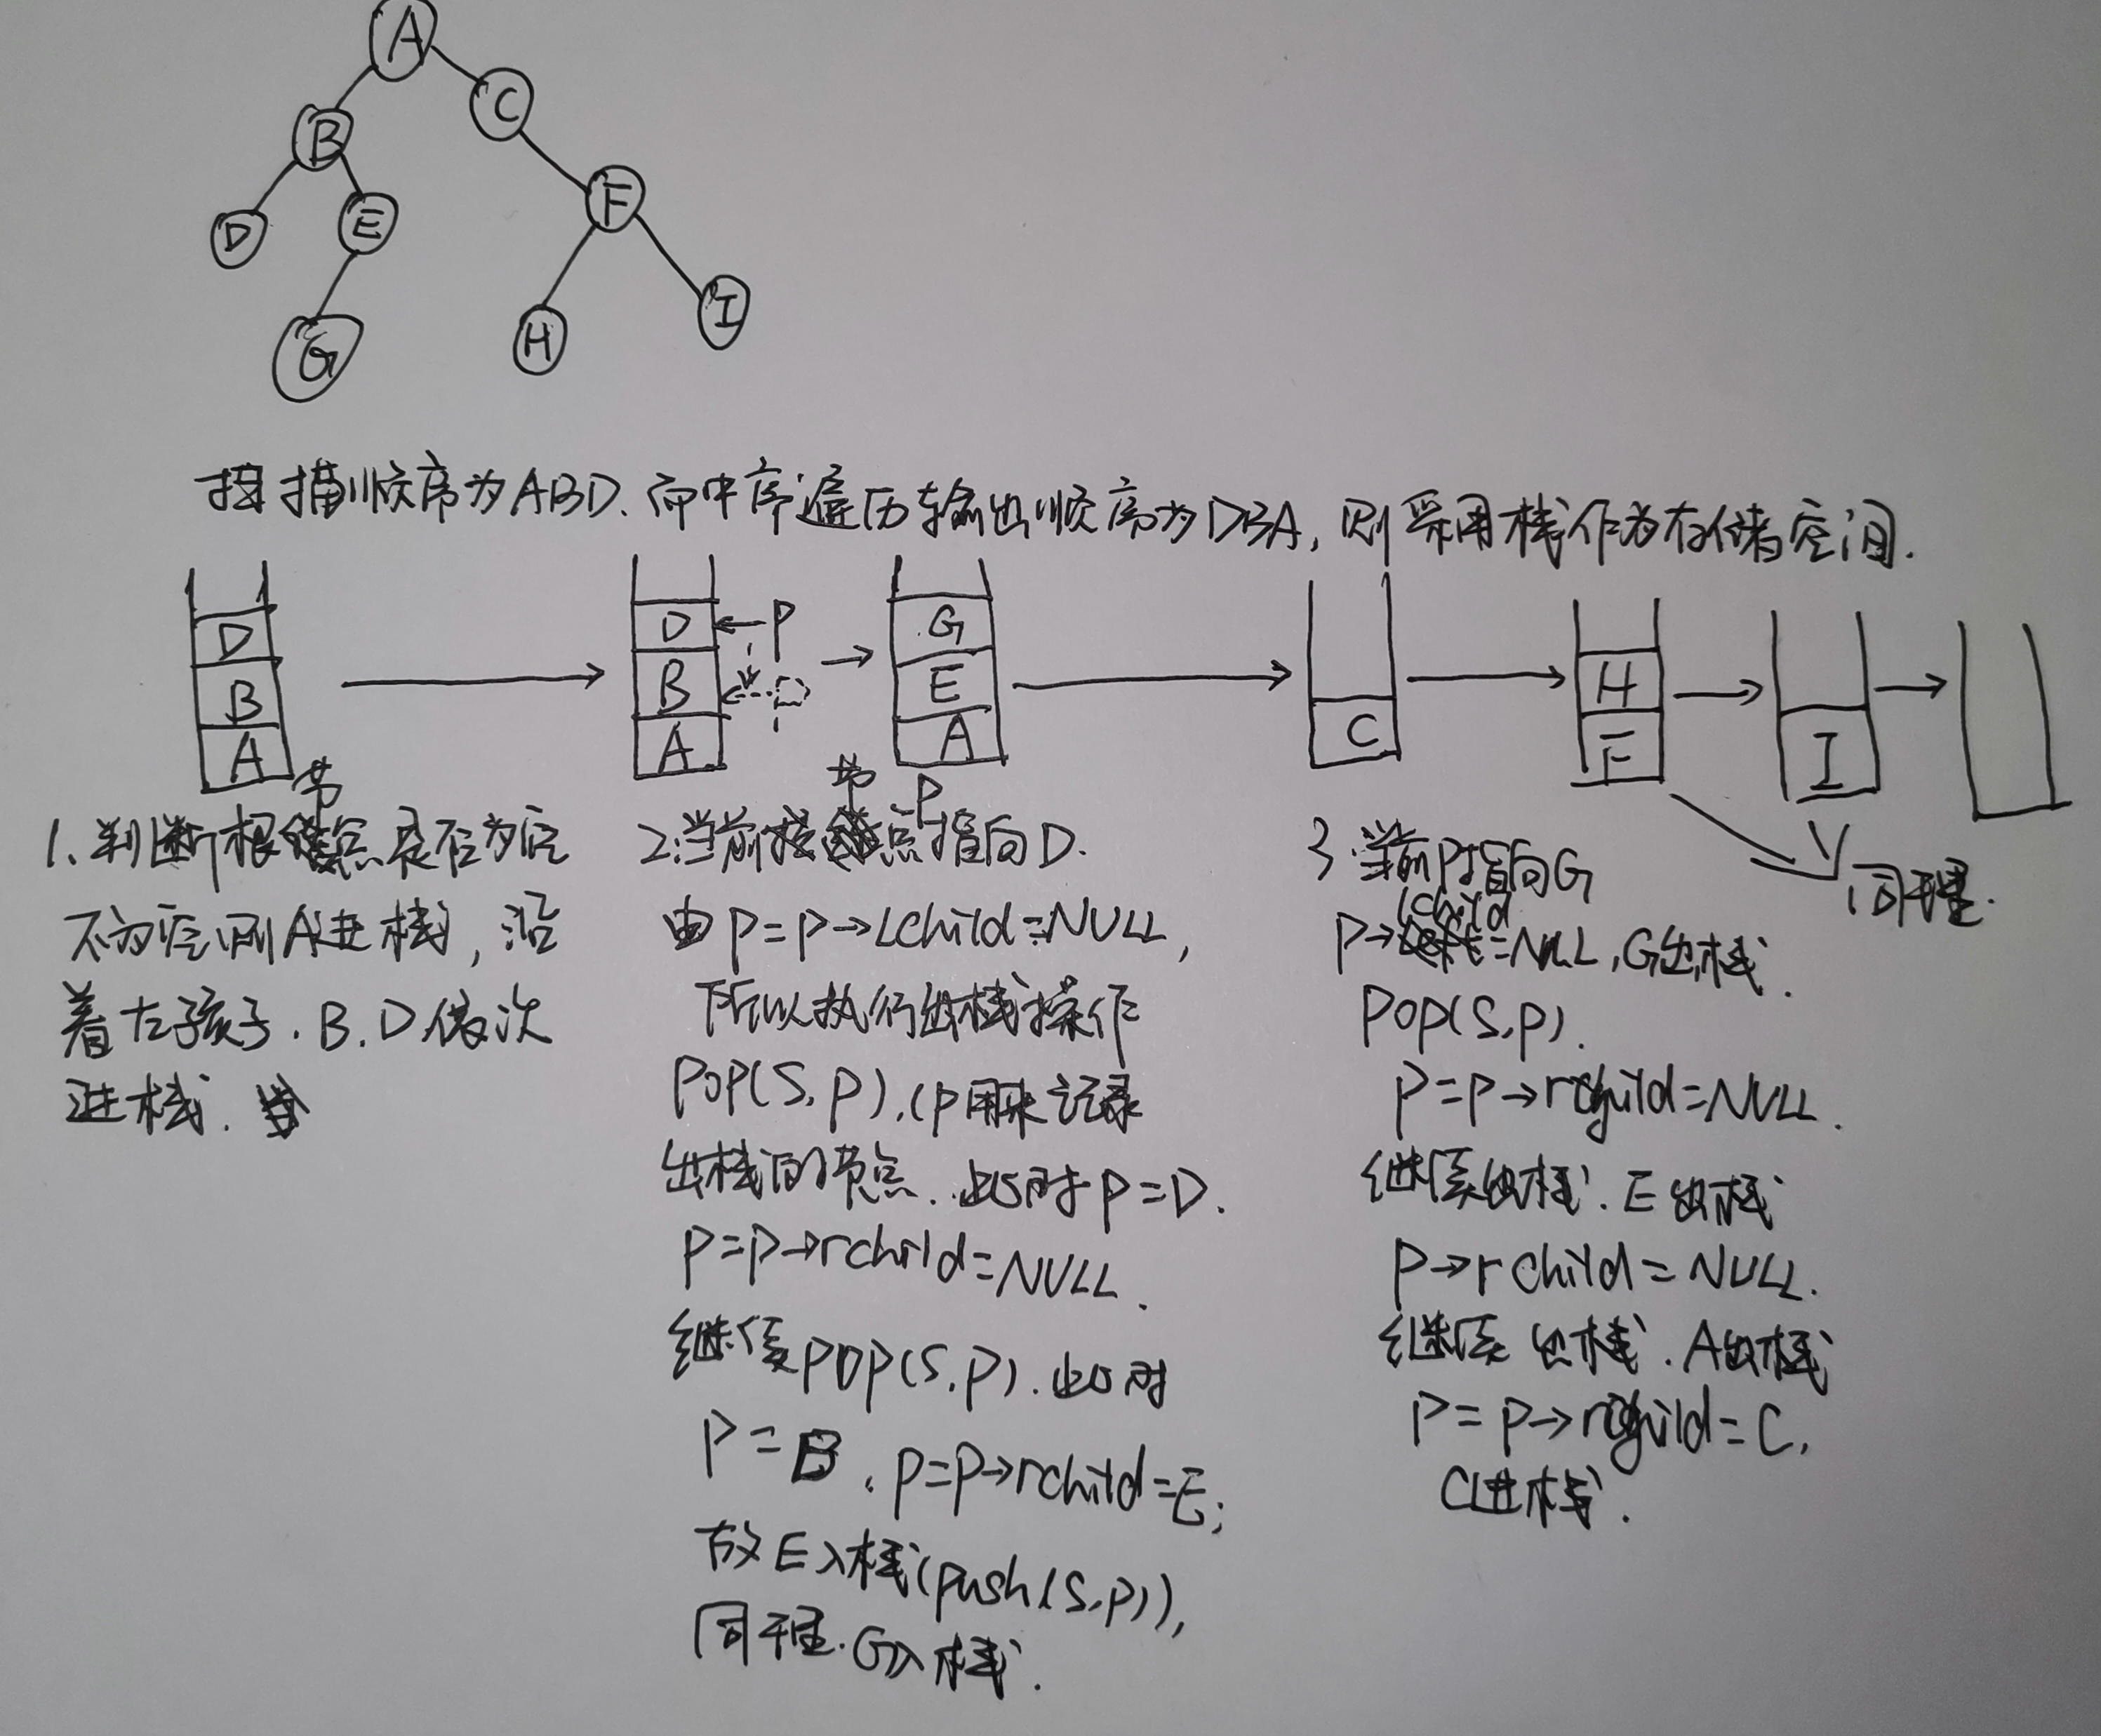 A
C
B
F
D
E
I
H
G
扫描顺序为ABD.而中序遍历输出顺序为DBA,则采用栈作为存储空间.
D
B
A
D ← P
B
A
G
E
A
C
H
F
I
节
1.判断根点是否为空
不为空,则A进栈,沿
着左孩子.B.D依次
进栈.
节 P
2.当前点指向D.
由P=P→Lchild=NULL,
所以执行出栈操作
POP(S,P).(P用来记录
出栈的节点.此时P=D.
P=P→rchild=NULL.
继续POP(S,P).此时
P=B.P=P→rchild=E;
故E入栈(push(S,P)),
同理.G入栈.
3.当前P指向G
lchild
P→=NULL,G出栈.
POP(S,P).
P=P→rchild=NULL.
继续出栈.E出栈
P→rchild=NULL.
继续出栈.A出栈
P=P→rchild=C,
C进栈.
同理.